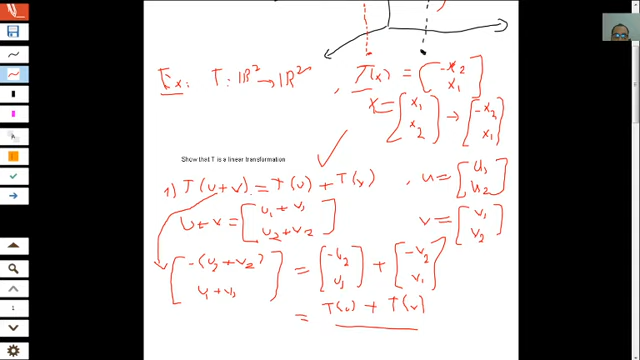 Ex: T: ℝ² → ℝ², T(x) = [-x₂ x₁]
x = [x₁ x₂] → [-x₂ x₁]
Show that T is a linear transformation
1) T(u+v) = T(u) + T(v), u = [u₁ u₂]
u+v = [u₁+v₁ u₂+v₂] v = [v₁ v₂]
[-(u₂+v₂) u₁+v₁] = [-u₂ u₁] + [-v₂ v₁]
= T(u) + T(v)